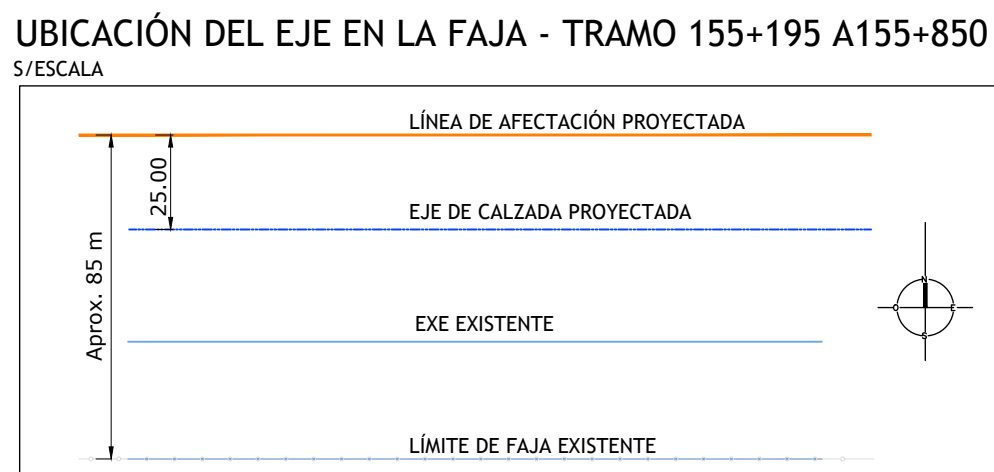 UBICACIÓN DEL EJE EN LA FAJA - TRAMO 155+195 A155+850
S/ESCALA
LÍNEA DE AFECTACIÓN PROYECTADA
25.00
EJE DE CALZADA PROYECTADA
Aprox. 85 m
N
O E
S
EXE EXISTENTE
LÍMITE DE FAJA EXISTENTE